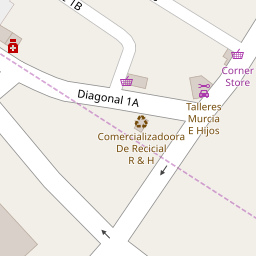 1B
Corner
Store
Diagonal 1A
Talleres
Murcia
E Hijos
Comercializadoora
De Recicial
R & H